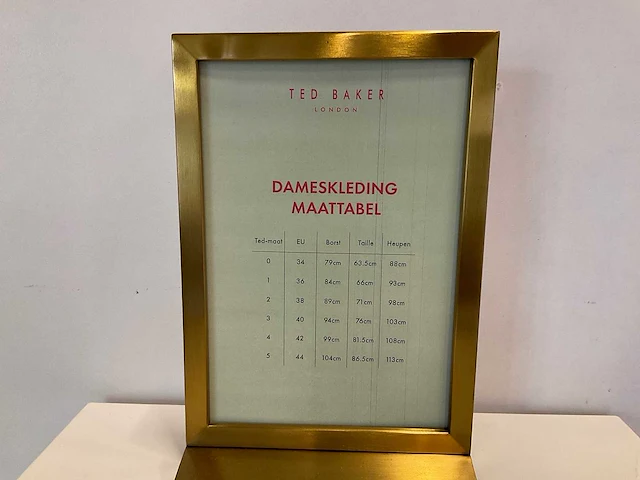 TED BAKER
LONDON
DAMESKLEDING
MAATTABEL
Ted-maat EU Borst Taille Heupen
0 34 79cm 63.5cm 88cm
1 36 84cm 66cm 93cm
2 38 89cm 71cm 98cm
3 40 94cm 76cm 103cm
4 42 99cm 81.5cm 108cm
5 44 104cm 86.5cm 113cm